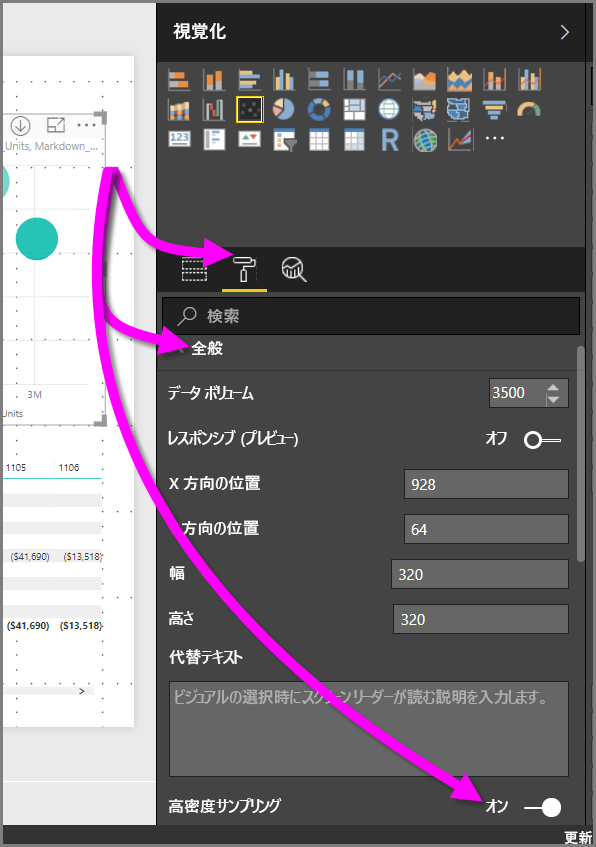 視覚化
Units, Markdown_...
123
R
検索
全般
データ ボリューム
3500
3M
Units
レスポンシブ (プレビュー)
オフ
1105
1106
X 方向の位置
928
方向の位置
64
($41,690)
($13,518)
幅
320
高さ
320
($41,690)
($13,518)
代替テキスト
ビジュアルの選択時にスクリーンリーダーが読む説明を入力します。
高密度サンプリング
オン
更新